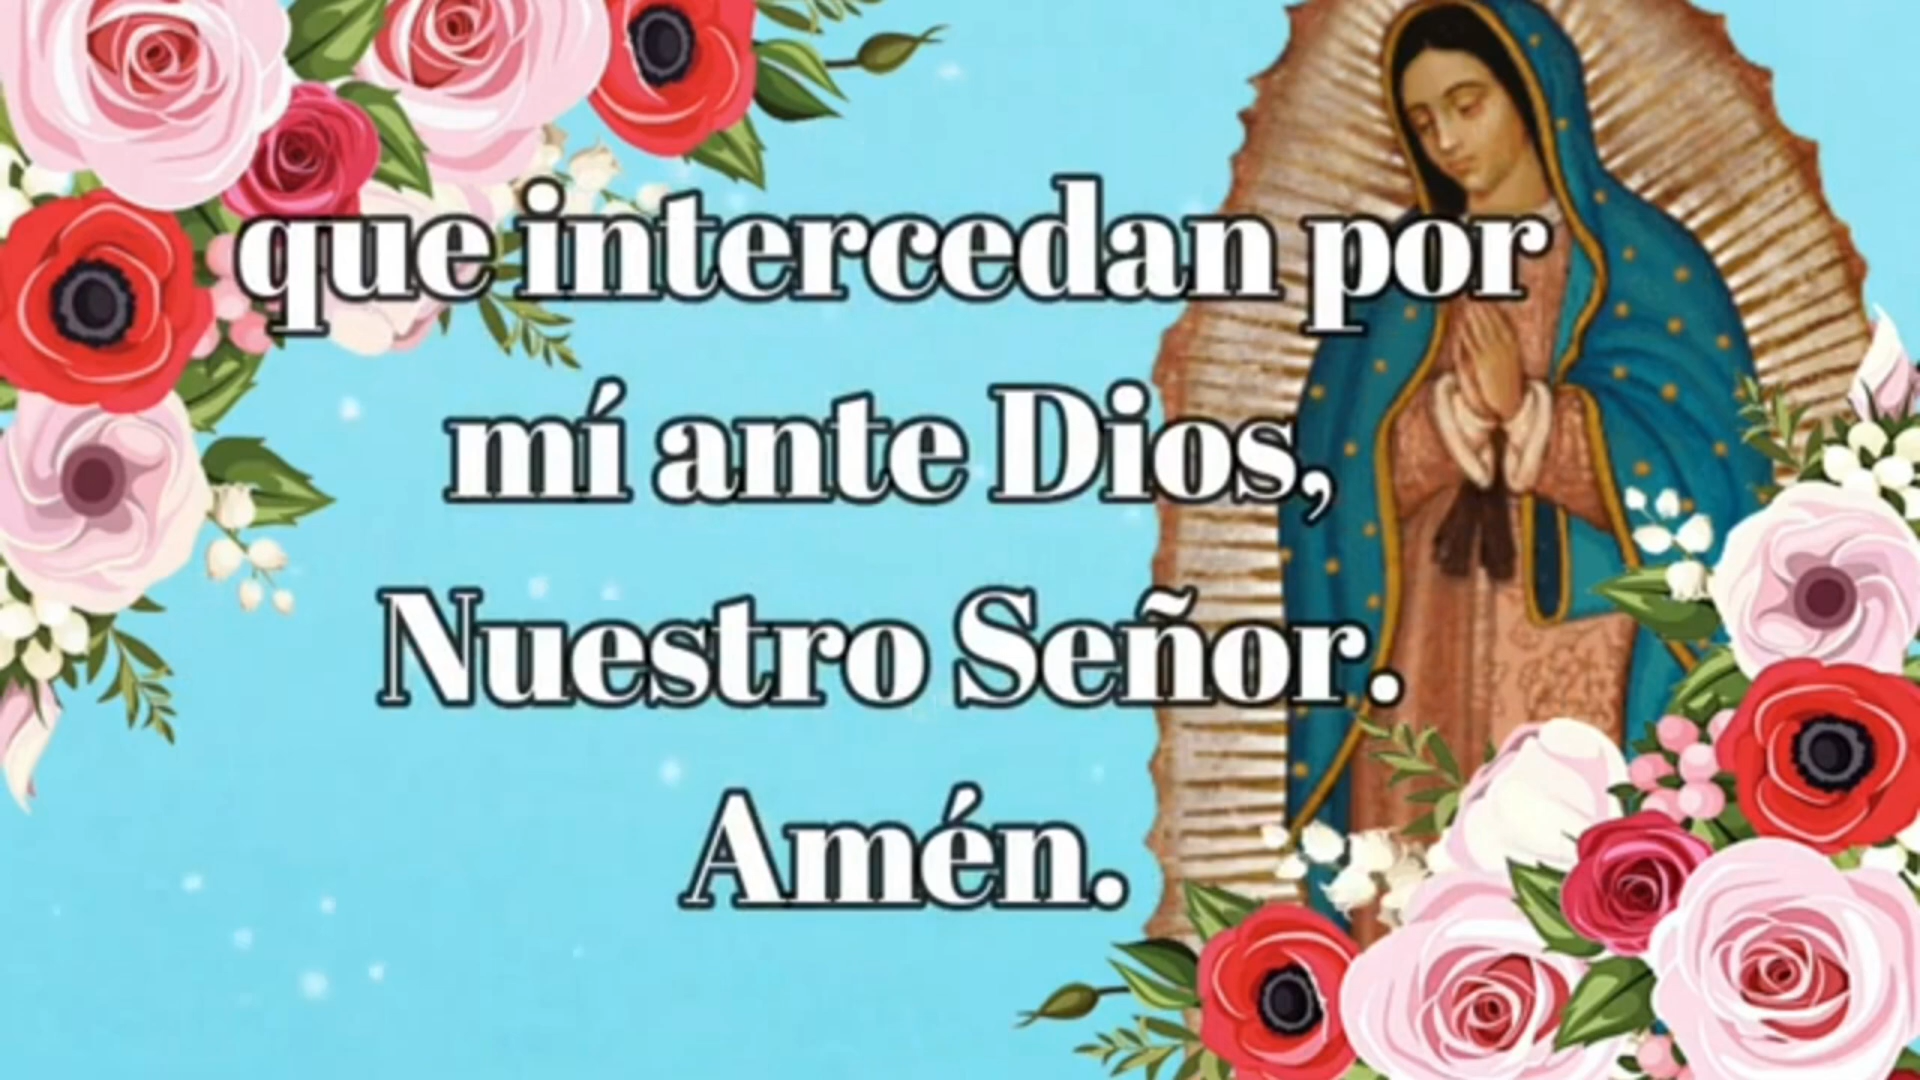 que intercedan por
mí ante Dios,
Nuestro Señor.
Amén.